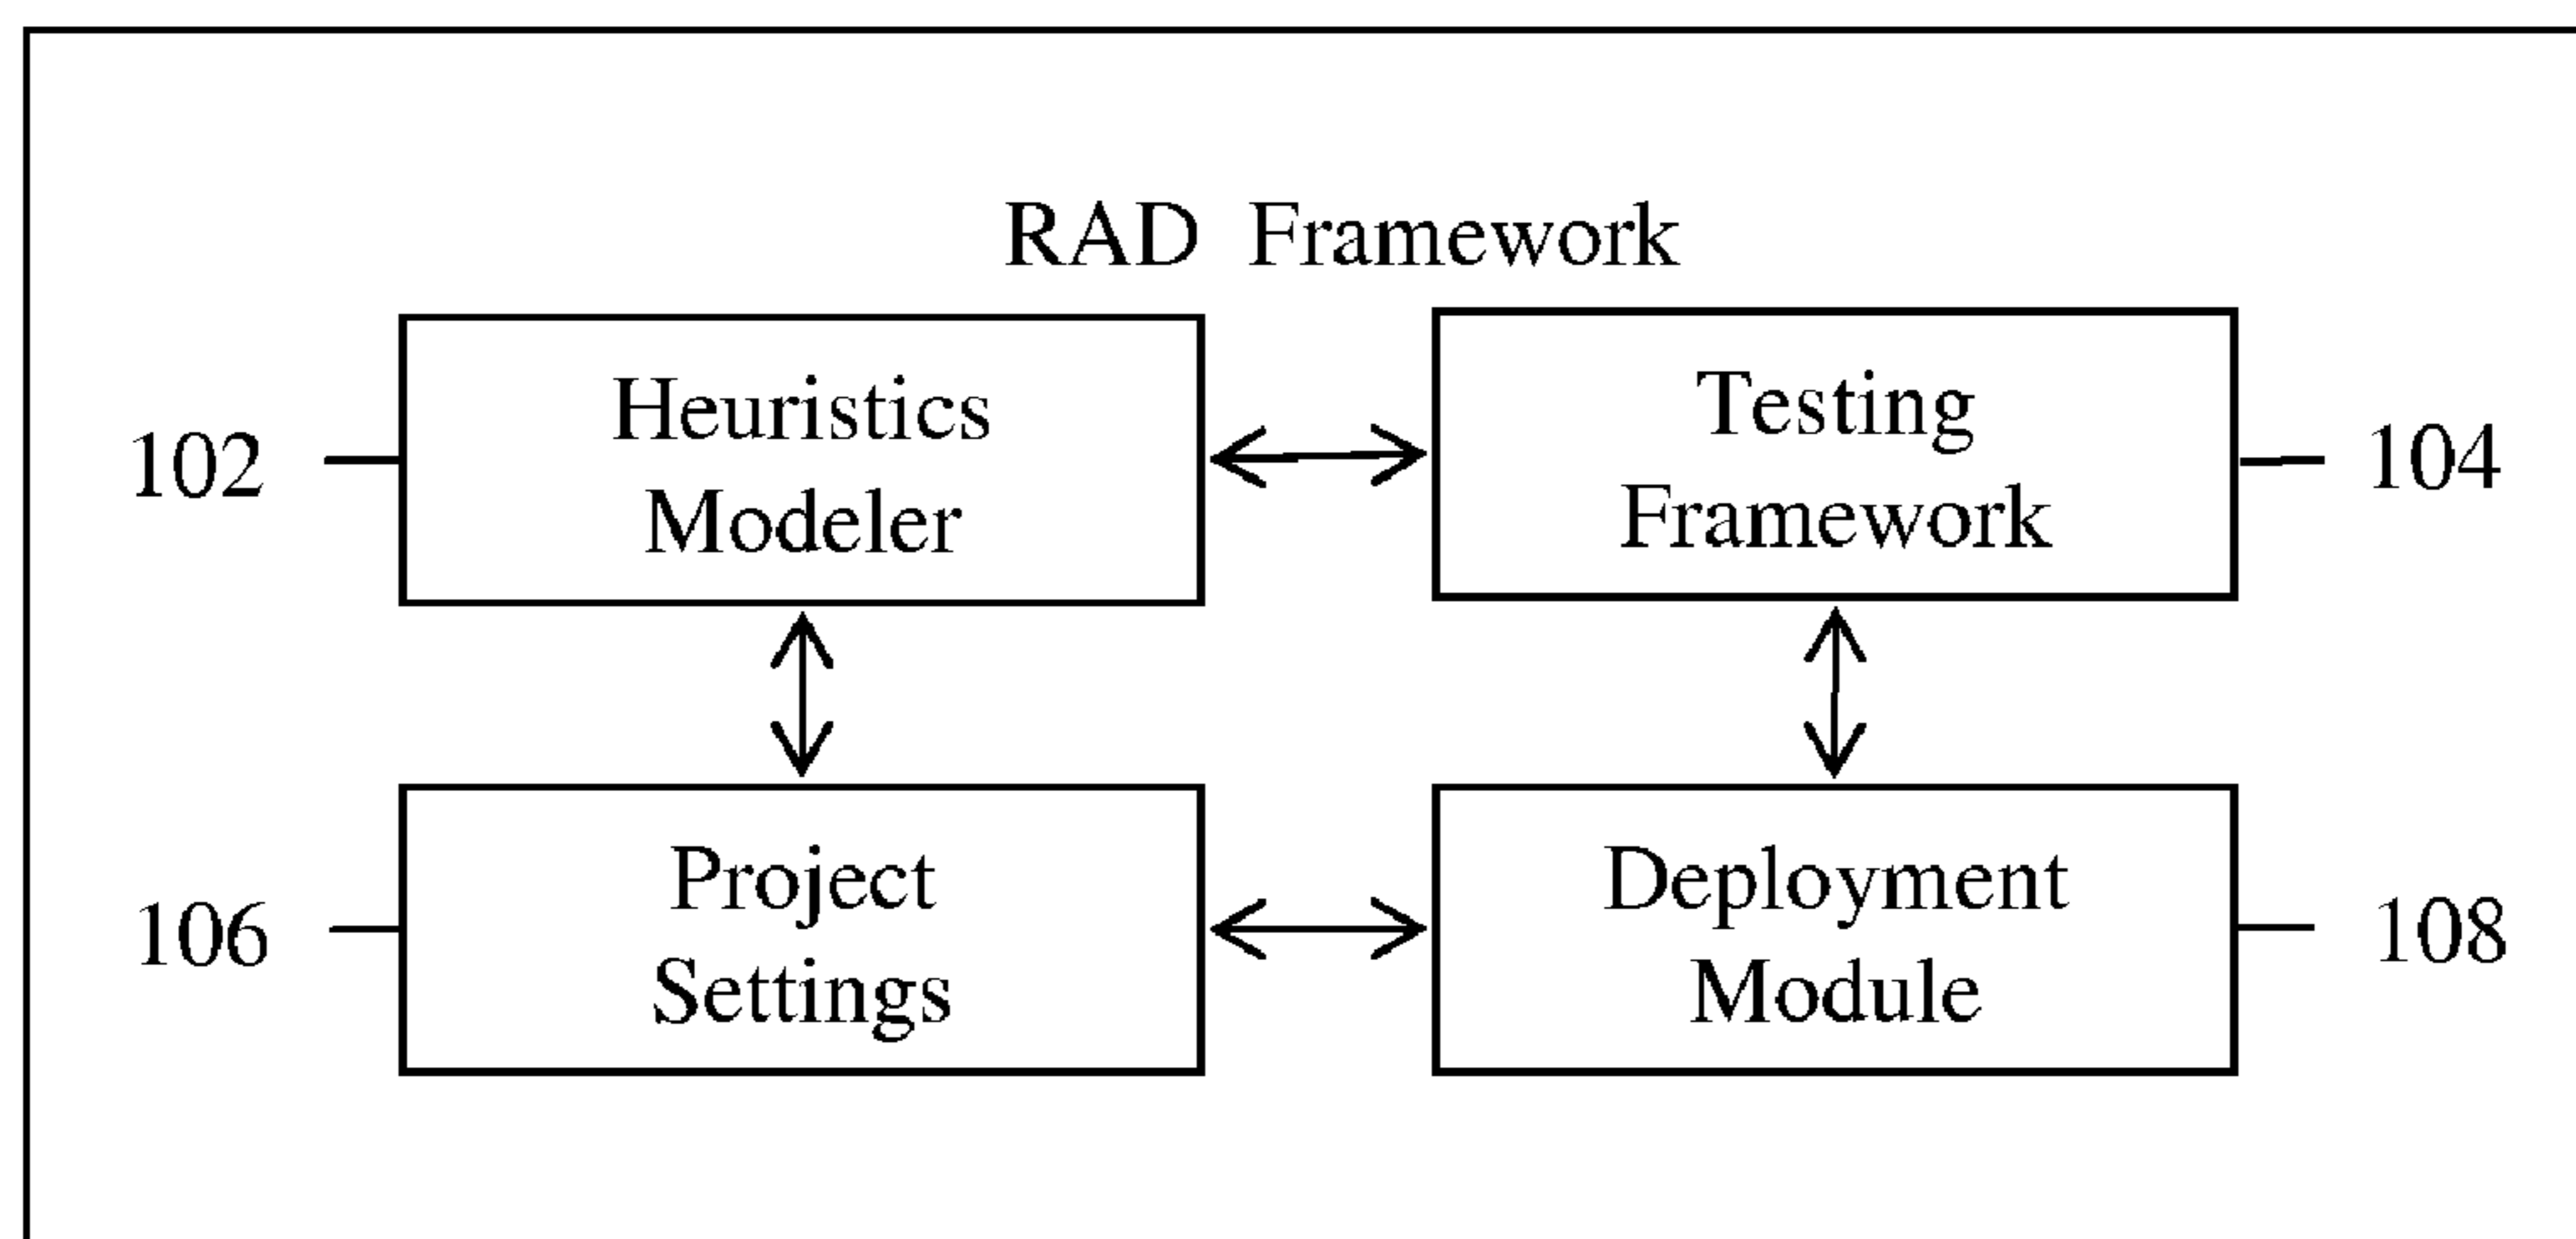 RAD Framework
Heuristics
Modeler
102
Testing
Framework
104
Project
Settings
106
Deployment
Module
108